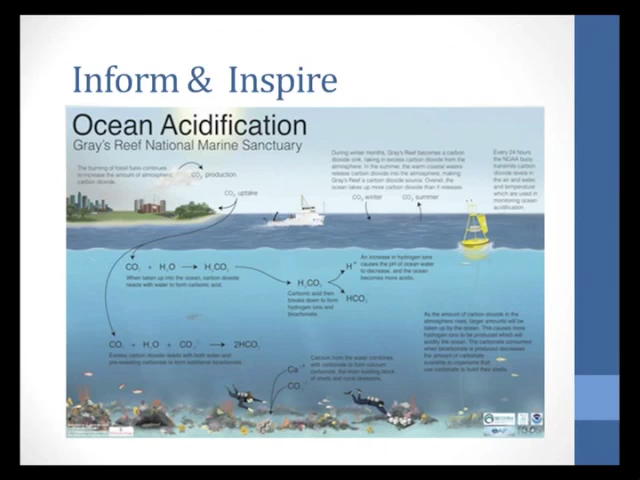 Inform & Inspire
Ocean Acidification
Gray's Reef National Marine Sanctuary
The burning of fossil fuels continues
to increase the amount of atmospheric
carbon dioxide.
CO₂ production
CO₂ uptake
During winter months, Gray's Reef becomes a carbon
dioxide sink, taking in excess carbon dioxide from the
atmosphere. In the summer, the warm coastal waters
release carbon dioxide into the atmosphere, making
Gray's Reef a carbon dioxide source. Overall, the
ocean takes up more carbon dioxide than it releases.
CO₂ winter
CO₂ summer
Every 24 hours
the NOAA buoy
transmits carbon
dioxide levels in
the air and water,
and temperature
which are used in
monitoring ocean
acidification.
CO₂ + H₂O → H₂CO₃
When taken up into the ocean, carbon dioxide
reacts with water to form carbonic acid.
H₂CO₃
Carbonic acid then
breaks down to form
hydrogen ions and
bicarbonate.
H⁺
HCO₃
An increase in hydrogen ions
causes the pH of ocean water
to decrease, and the ocean
becomes more acidic.
CO₂ + H₂O + CO₃ → 2HCO₃
Excess carbon dioxide reacts with both water and
pre-existing carbonate to form additional bicarbonate.
Calcium from the water combines
with carbonate to form calcium
carbonate, the main building block
of shells and coral skeletons.
Ca
CO₃
As the amount of carbon dioxide in the
atmosphere rises, larger amounts will be
taken up by the ocean. This causes more
hydrogen ions to be produced which will
acidify the ocean. The carbonate consumed
when bicarbonate is produced decreases
the amount of carbonate
available to organisms that
use carbonate to build their shells.